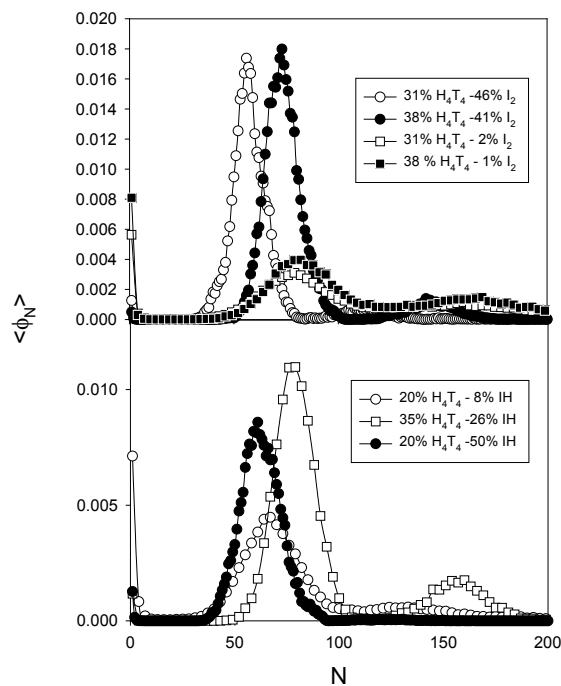 0.020
0.018
0.016
0.014
0.012
0.010
0.008
0.006
0.004
0.002
0.000
31% H₄T₄ -46% I₂
38% H₄T₄ -41% I₂
31% H₄T₄ - 2% I₂
38 % H₄T₄ - 1% I₂
<ϕ_N>
0.010
0.005
0.000
20% H₄T₄ - 8% IH
35% H₄T₄ -26% IH
20% H₄T₄ -50% IH
0 50 100 150 200
N